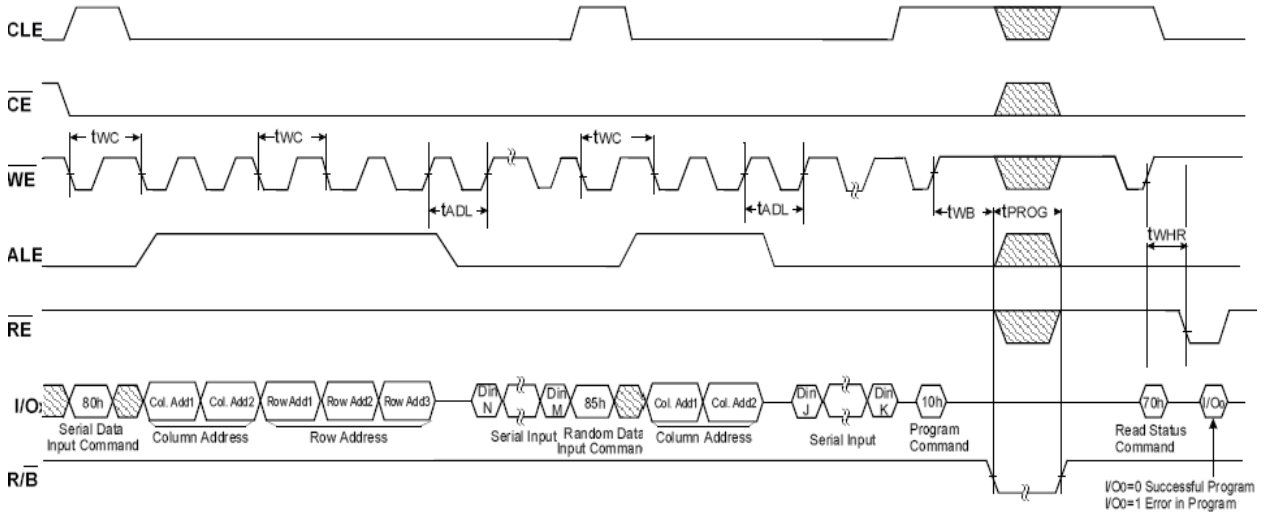 CLE
CE
tWC tWC tWC
WE
tADL tADL tWB tPROG
tWHR
ALE
RE
I/Ox 80h Col. Add1 Col. Add2 Row Add1 Row Add2 Row Add3 Din N Din M 85h Col. Add1 Col. Add2 Din J Din K 10h 70h I/O0
Serial Data Input Command Column Address Row Address Serial Input Random Data Input Command Column Address Serial Input Program Command Read Status Command
R/B
I/O0=0 Successful Program
I/O0=1 Error in Program